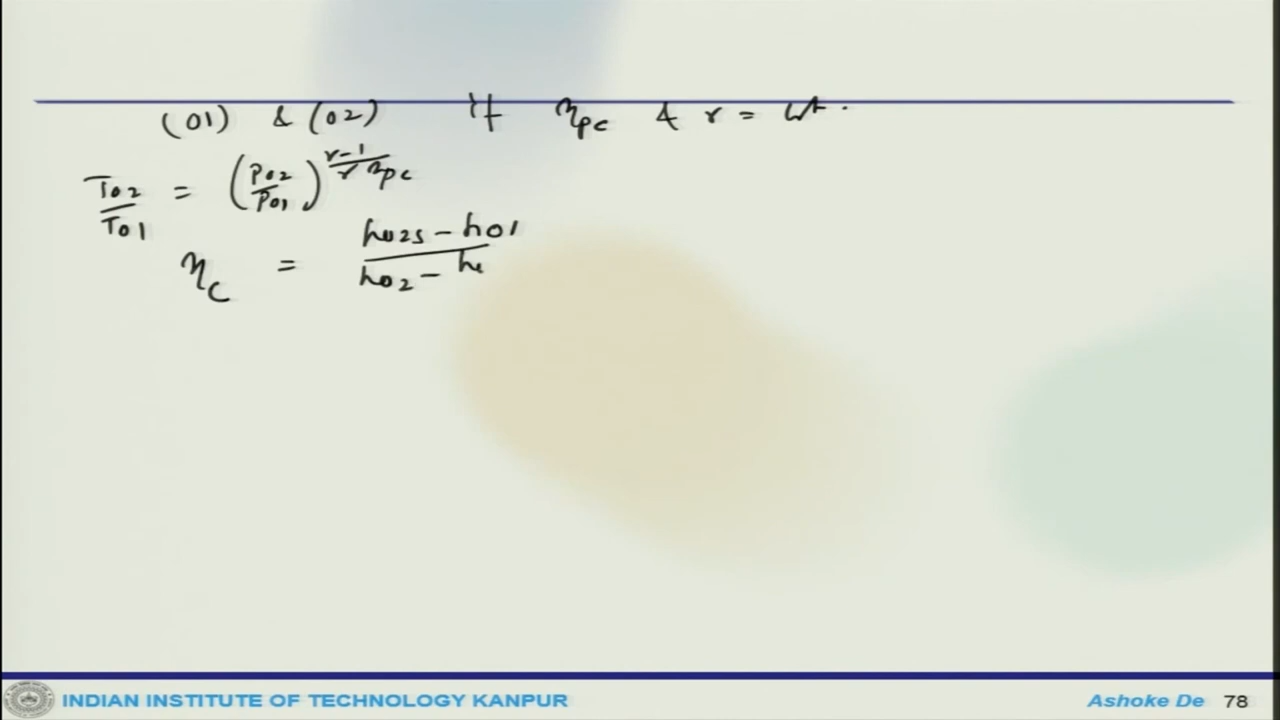 (01) & (02) If ηpc & γ = const.
T02/T01 = (P02/P01)^(γ-1/γ ηpc)
ηc = h02s - h01 / h02 - h
INDIAN INSTITUTE OF TECHNOLOGY KANPUR
Ashoke De 78